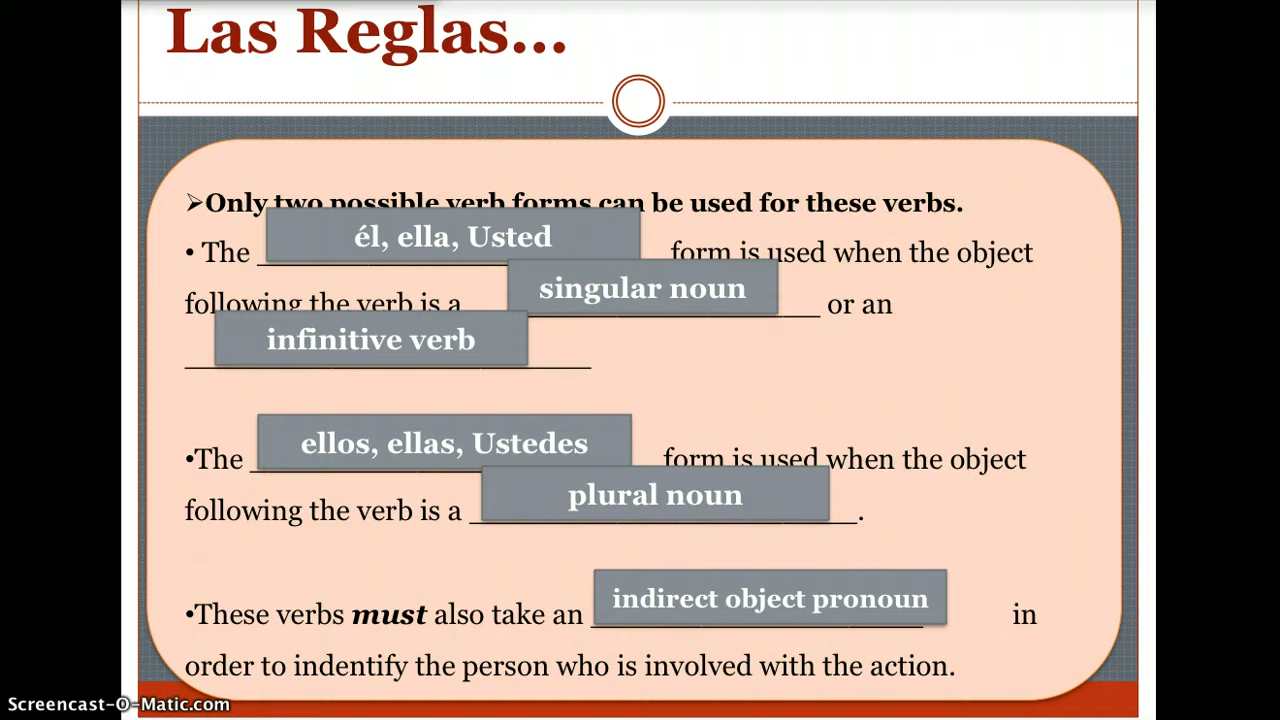 Las Reglas...
➢Only two possible verb forms can be used for these verbs.
• The él, ella, Usted form is used when the object
following the verb is a singular noun or an
infinitive verb
•The ellos, ellas, Ustedes form is used when the object
following the verb is a plural noun.
•These verbs must also take an indirect object pronoun in
order to indentify the person who is involved with the action.
Screencast-O-Matic.com